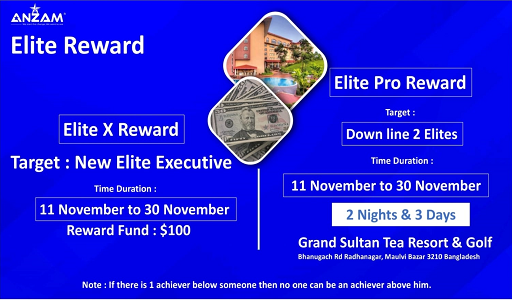 ANZAM
Elite Reward
Elite X Reward
Target : New Elite Executive
Time Duration :
11 November to 30 November
Reward Fund : $100
Elite Pro Reward
Target :
Down line 2 Elites
Time Duration :
11 November to 30 November
2 Nights & 3 Days
Grand Sultan Tea Resort & Golf
Bhanugach Rd Radhanagar, Maulvi Bazar 3210 Bangladesh
Note : If there is 1 achiever below someone then no one can be an achiever above him.